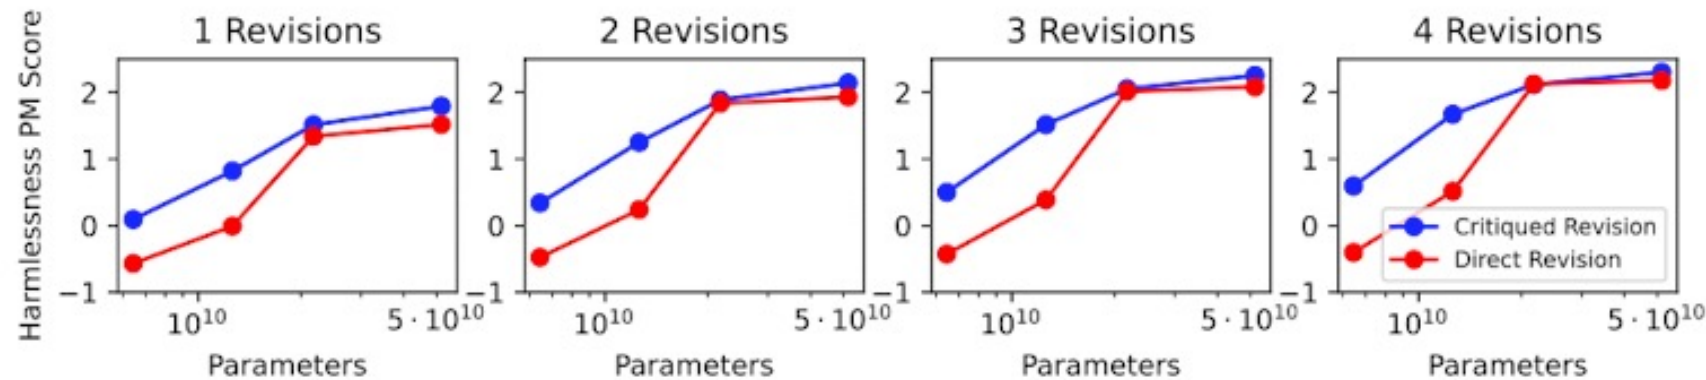 Harmlessness PM Score
1 Revisions
2
1
0
−1
10¹⁰
5 · 10¹⁰
Parameters
2 Revisions
2
1
0
−1
10¹⁰
5 · 10¹⁰
Parameters
3 Revisions
2
1
0
−1
10¹⁰
5 · 10¹⁰
Parameters
4 Revisions
2
1
0
−1
10¹⁰
5 · 10¹⁰
Parameters
Critiqued Revision
Direct Revision